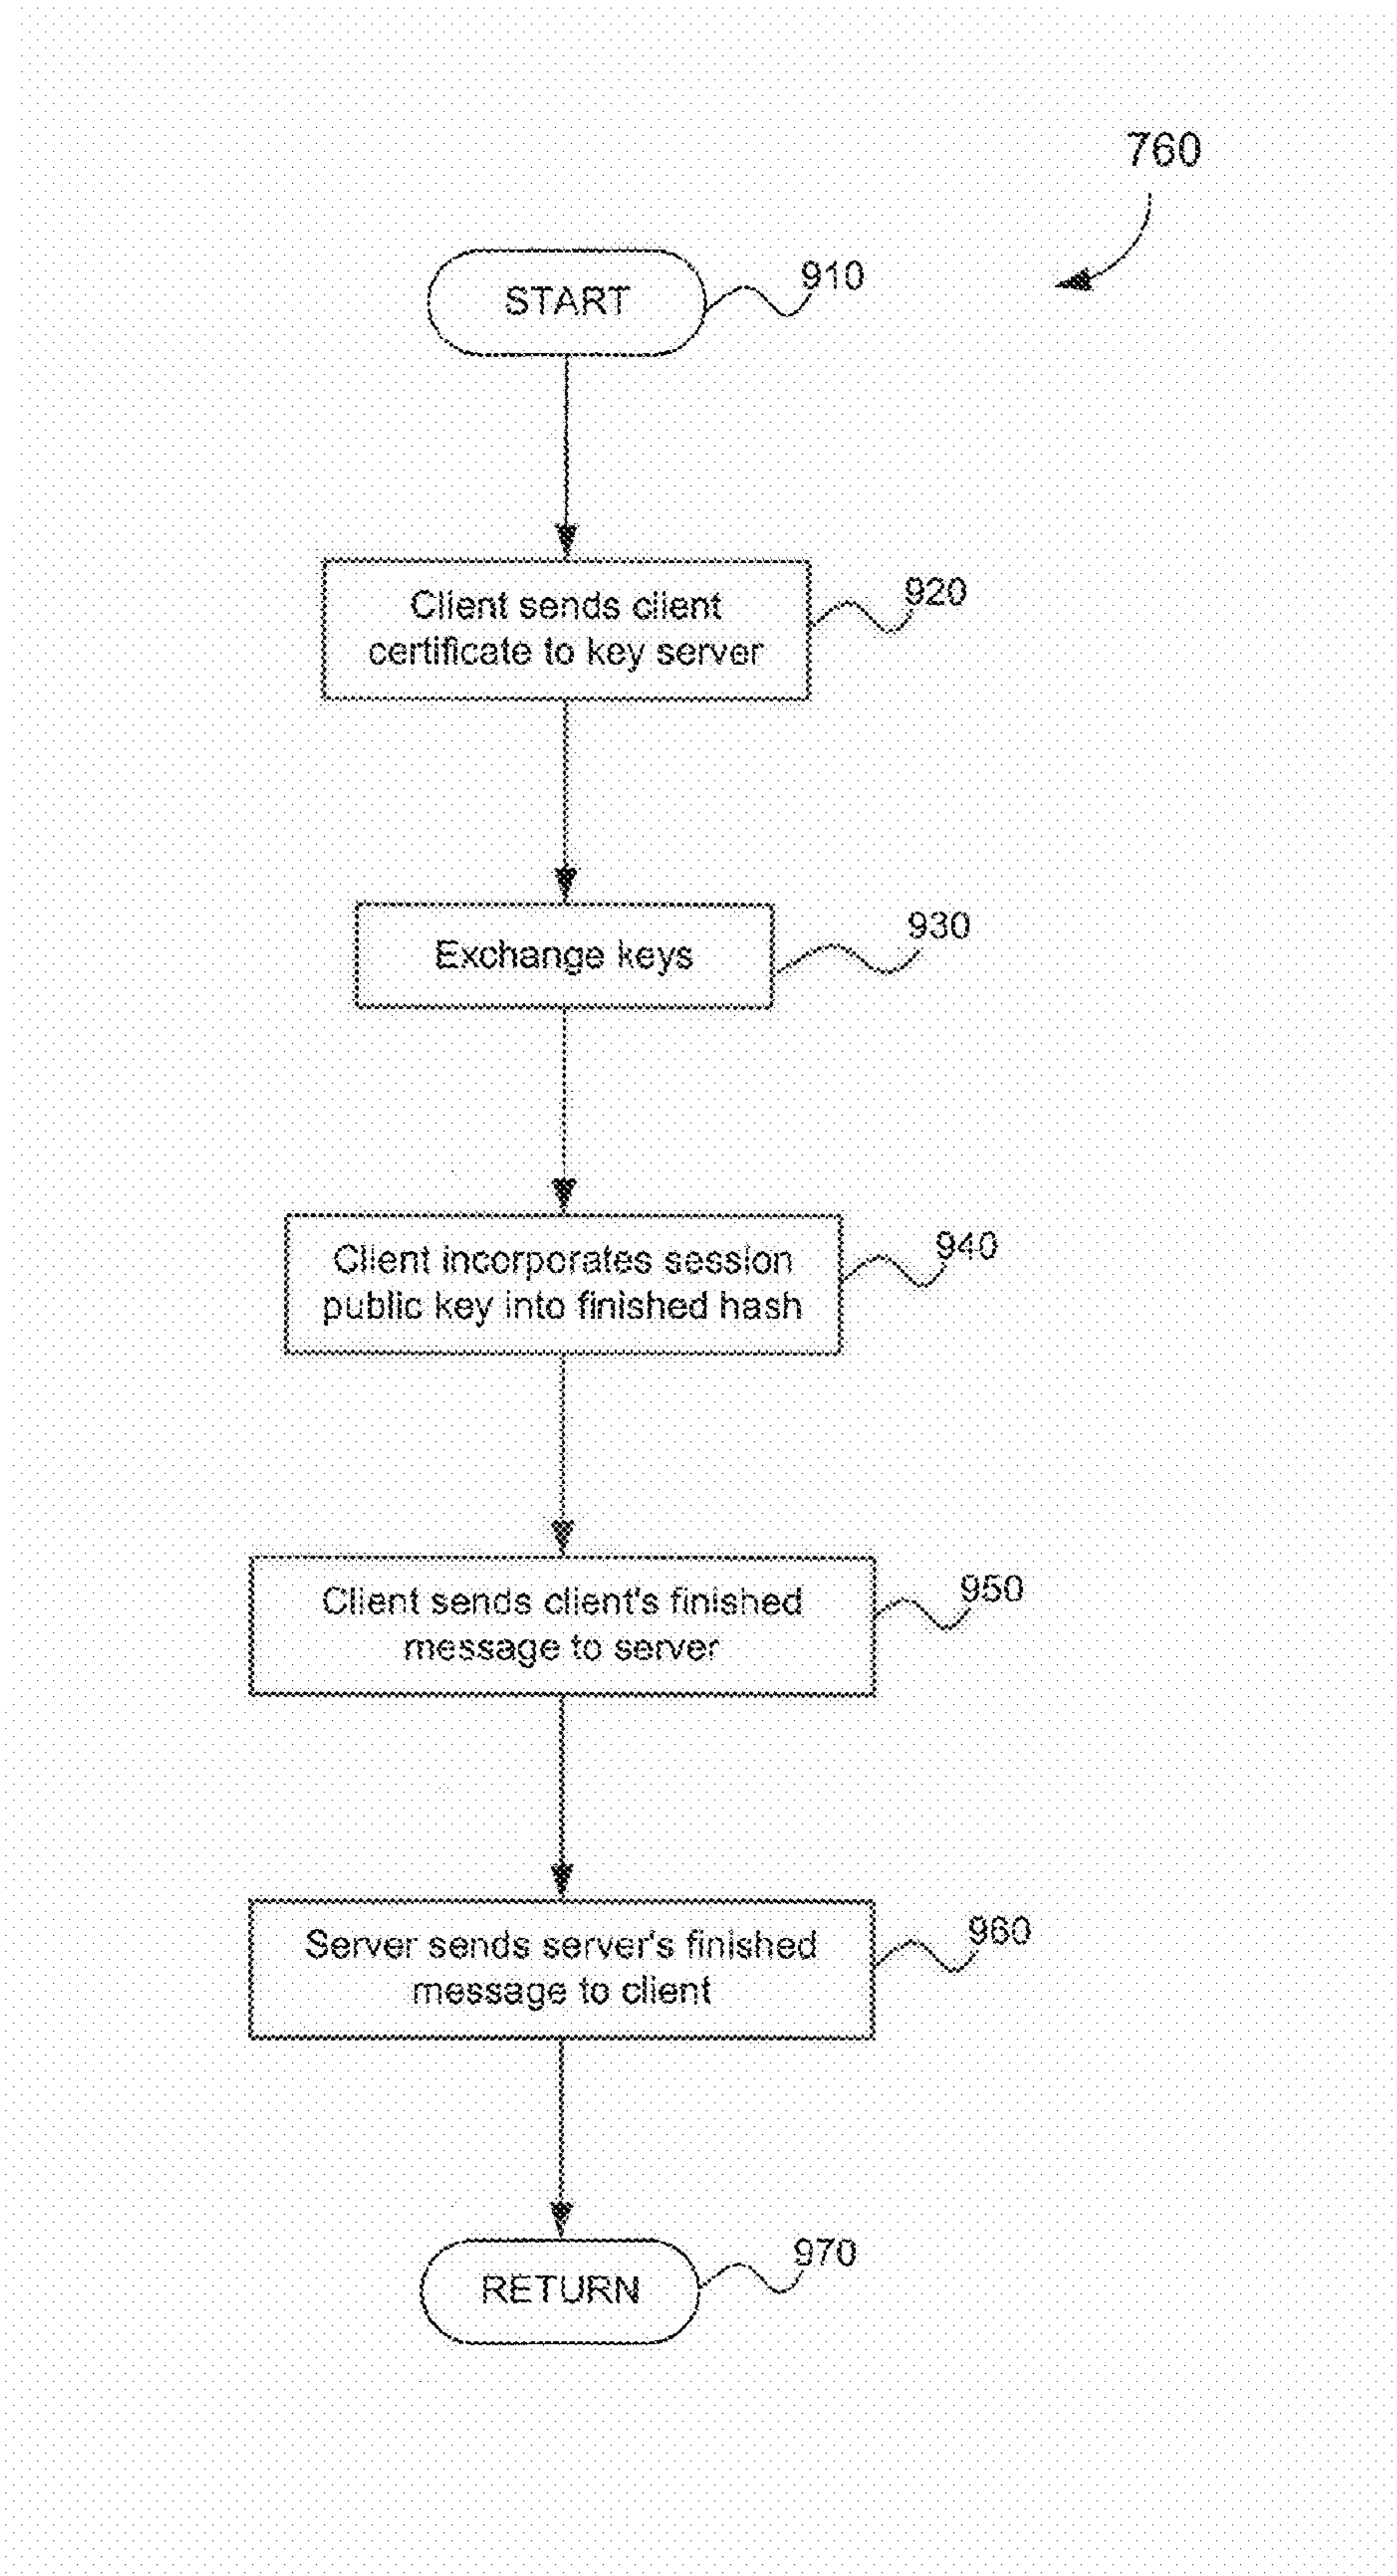 760
START
910
Client sends client
certificate to key server
920
Exchange keys
930
Client incorporates session
public key into finished hash
940
Client sends client's finished
message to server
950
Server sends server's finished
message to client
960
RETURN
970